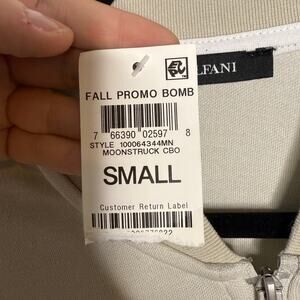 FALL PROMO BOMB
7 66390 02597 8
STYLE 100064344MN
MOONSTRUCK CBO
SMALL
Customer Return Label
LFANI